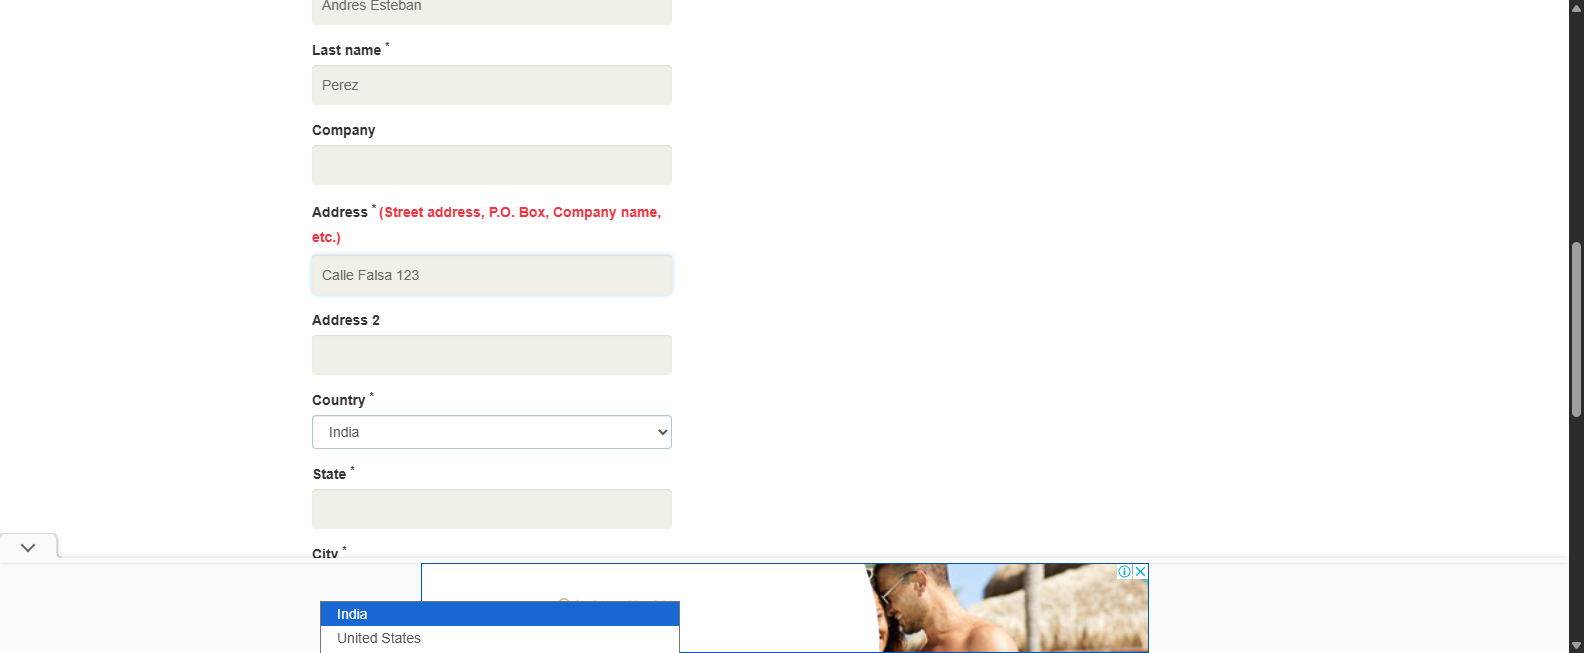 Andres Esteban
Last name *
Perez
Company
Address * (Street address, P.O. Box, Company name,
etc.)
Calle Falsa 123
Address 2
Country *
India
State *
City *
India
United States